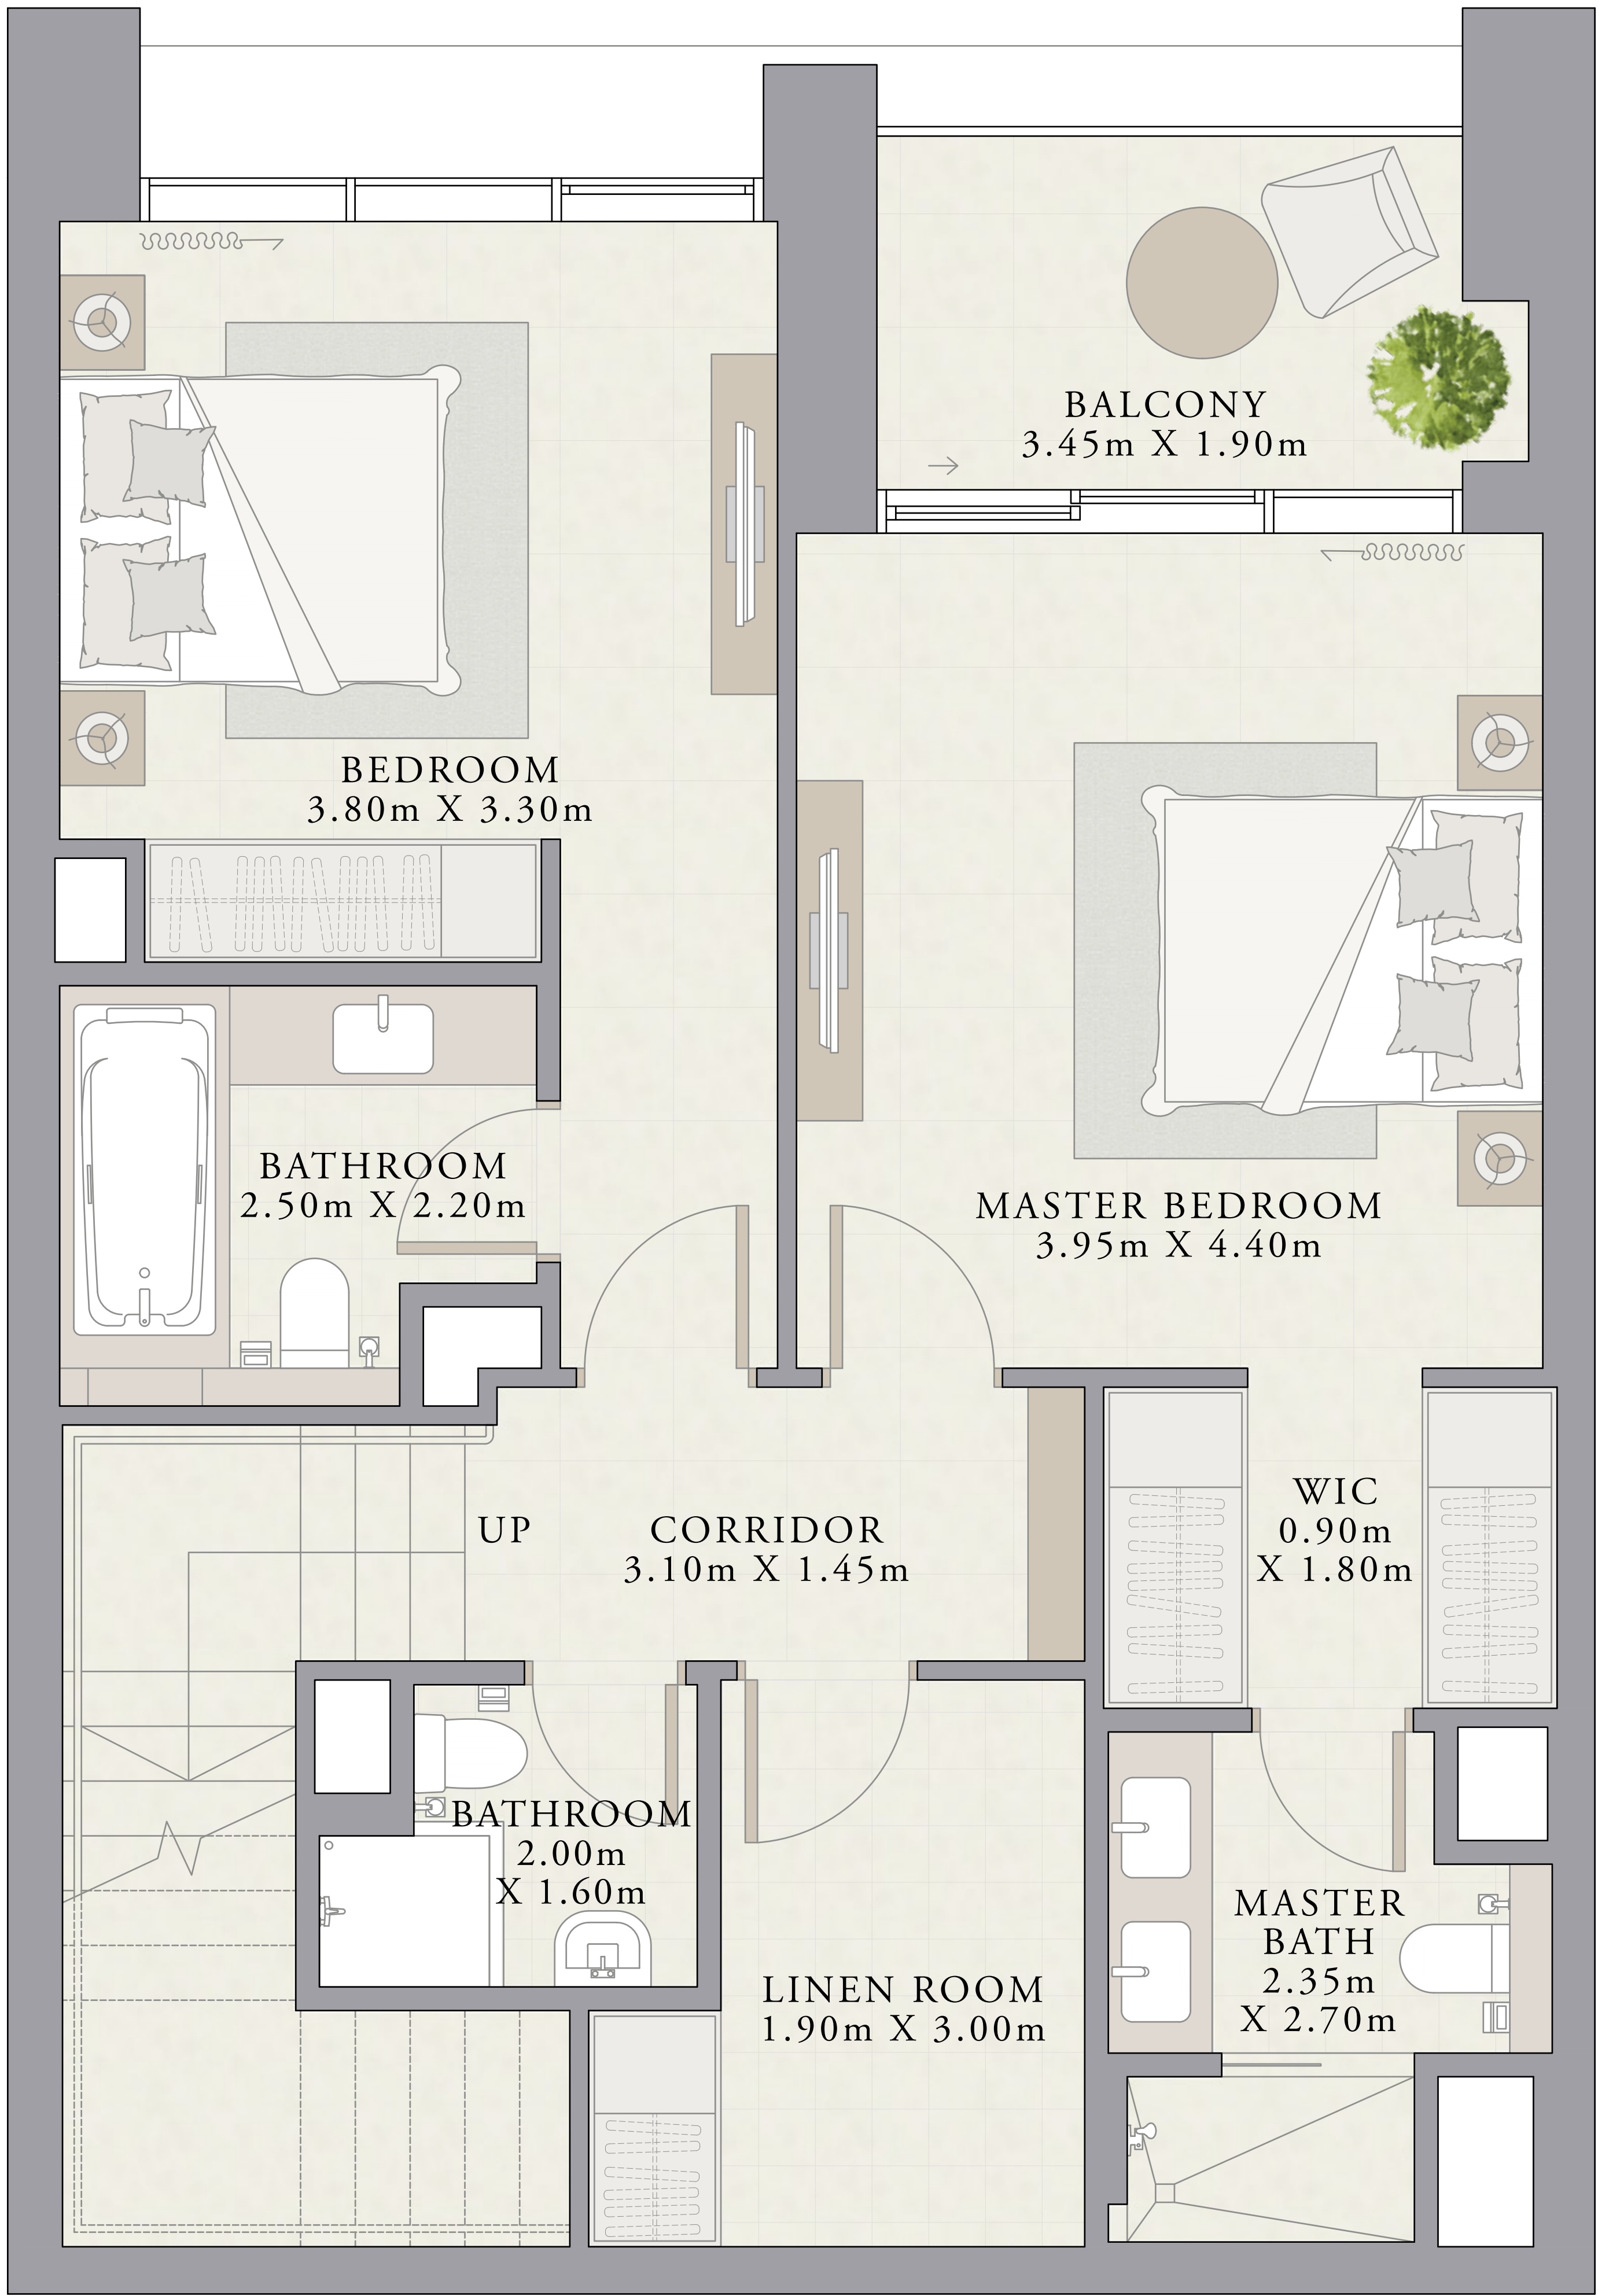 BALCONY
3.45m X 1.90m
BEDROOM
3.80m X 3.30m
BATHROOM
2.50m X 2.20m
MASTER BEDROOM
3.95m X 4.40m
WIC
0.90m
X 1.80m
UP
CORRIDOR
3.10m X 1.45m
BATHROOM
2.00m
X 1.60m
MASTER
BATH
2.35m
X 2.70m
LINEN ROOM
1.90m X 3.00m